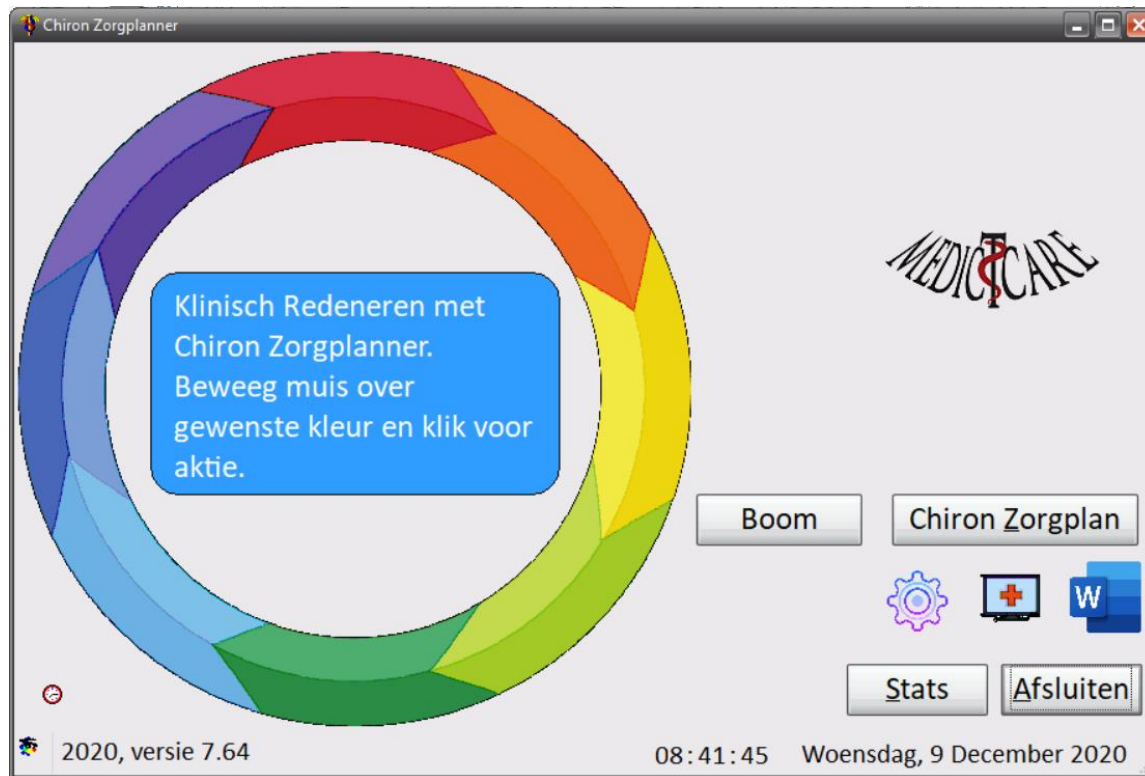 Chiron Zorgplanner
MEDICTCARE
Klinisch Redeneren met
Chiron Zorgplanner.
Beweeg muis over
gewenste kleur en klik voor
aktie.
Boom
Chiron Zorgplan
W
Stats
Afsluiten
2020, versie 7.64
08:41:45
Woensdag, 9 December 2020